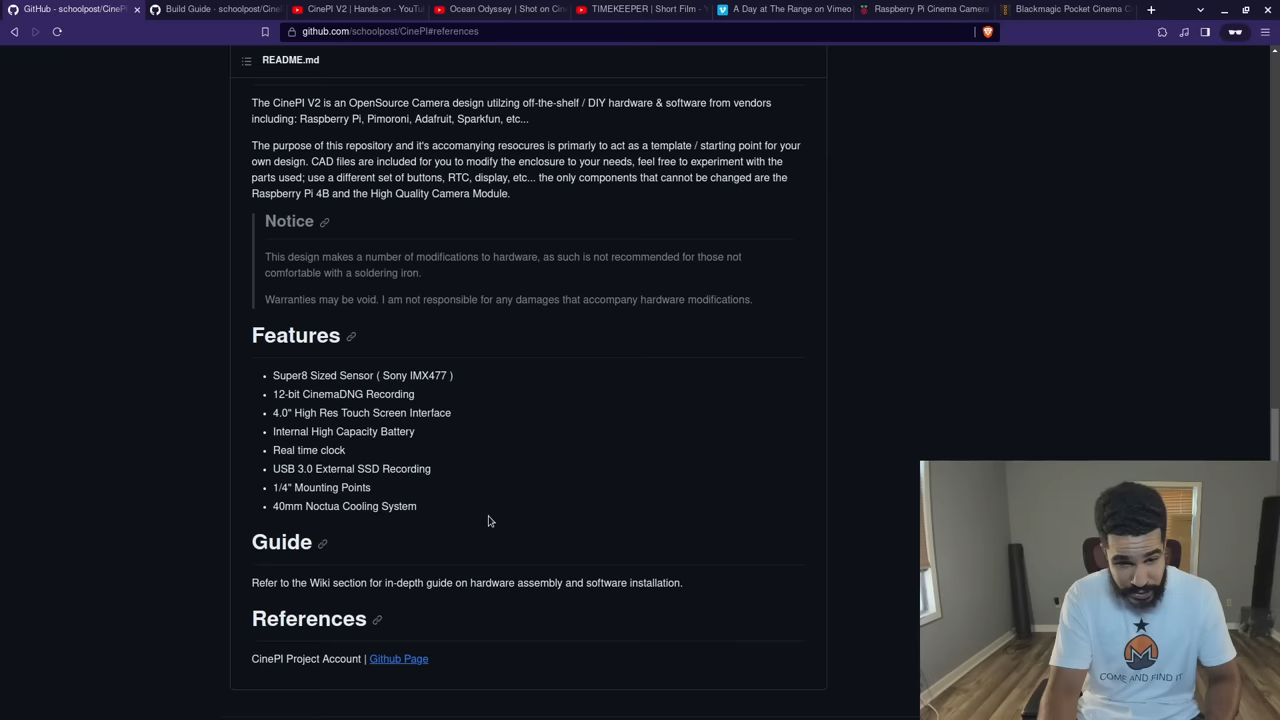 GitHub - schoolpost/CineP
Build Guide - schoolpost/CineP
CinePI V2 | Hands-on - YouTu
Ocean Odyssey | Shot on Cin
TIMEKEEPER | Short Film - Y
A Day at The Range on Vimeo
Raspberry Pi Cinema Camera
Blackmagic Pocket Cinema C
github.com/schoolpost/CinePI#references
README.md
The CinePI V2 is an OpenSource Camera design utilzing off-the-shelf / DIY hardware & software from vendors
including: Raspberry Pi, Pimoroni, Adafruit, Sparkfun, etc...
The purpose of this repository and it's accomanying resocures is primarly to act as a template / starting point for your
own design. CAD files are included for you to modify the enclosure to your needs, feel free to experiment with the
parts used; use a different set of buttons, RTC, display, etc... the only components that cannot be changed are the
Raspberry Pi 4B and the High Quality Camera Module.
Notice
This design makes a number of modifications to hardware, as such is not recommended for those not
comfortable with a soldering iron.
Warranties may be void. I am not responsible for any damages that accompany hardware modifications.
Features
• Super8 Sized Sensor ( Sony IMX477 )
• 12-bit CinemaDNG Recording
• 4.0" High Res Touch Screen Interface
• Internal High Capacity Battery
• Real time clock
• USB 3.0 External SSD Recording
• 1/4" Mounting Points
• 40mm Noctua Cooling System
Guide
Refer to the Wiki section for in-depth guide on hardware assembly and software installation.
References
CinePI Project Account | Github Page
COME AND FIND IT